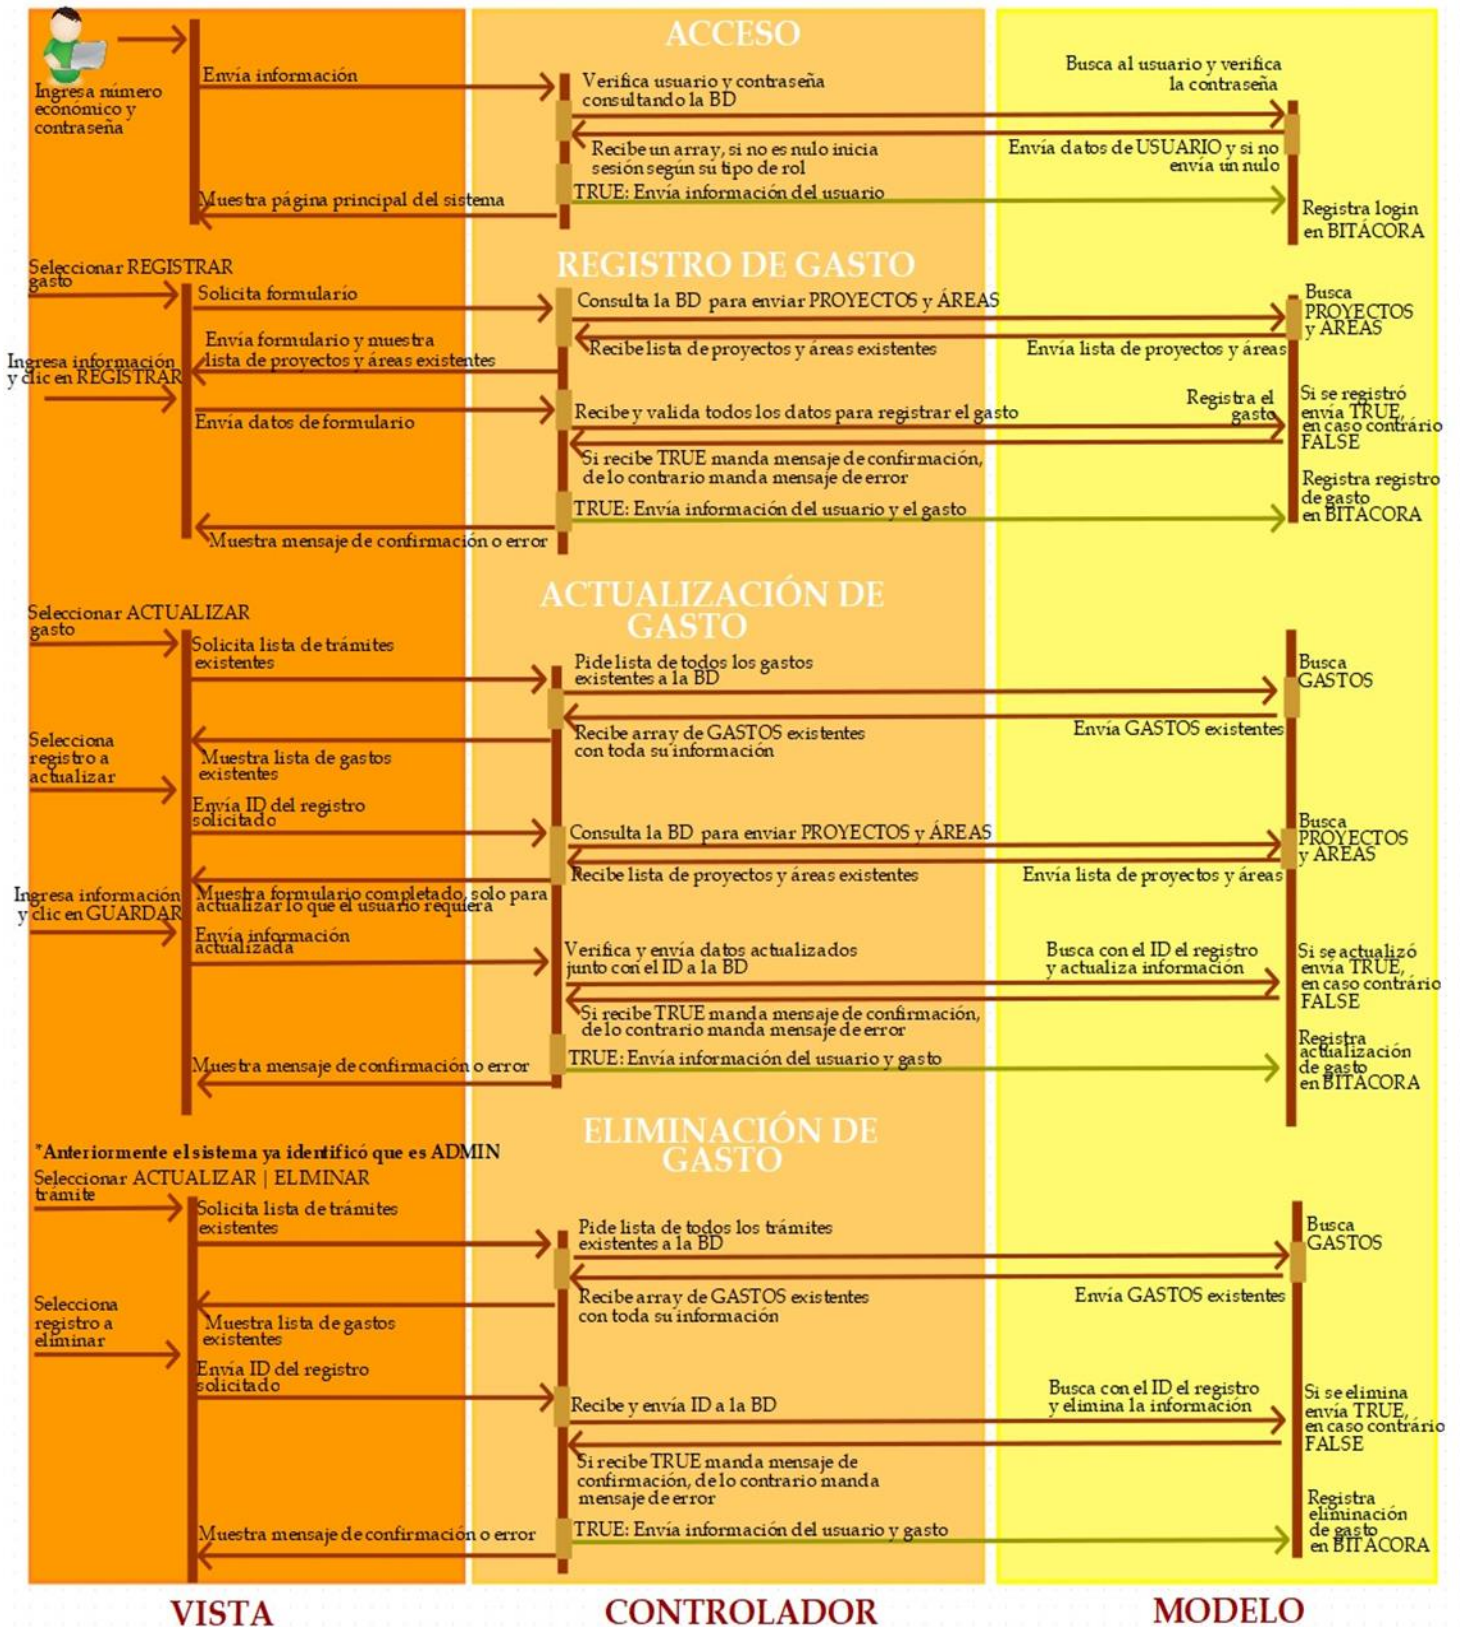 ACCESO
Ingresa número
económico y
contraseña
Envía información
Verifica usuario y contraseña
consultando la BD
Busca al usuario y verifica
la contraseña
Recibe un array, si no es nulo inicia
sesión según su tipo de rol
Envía datos de USUARIO y si no
envía un nulo
TRUE: Envía información del usuario
Muestra página principal del sistema
Registra login
en BITÁCORA
REGISTRO DE GASTO
Seleccionar REGISTRAR
gasto
Solicita formulario
Consulta la BD para enviar PROYECTOS y ÁREAS
Busca
PROYECTOS
y AREAS
Envía formulario y muestra
lista de proyectos y áreas existentes
Recibe lista de proyectos y áreas existentes
Envía lista de proyectos y áreas
Ingresa información
y clic en REGISTRAR
Envía datos de formulario
Recibe y valida todos los datos para registrar el gasto
Registra el
gasto
Si se registró
envía TRUE,
en caso contrário
FALSE
Si recibe TRUE manda mensaje de confirmación,
de lo contrario manda mensaje de error
Registra registro
de gasto
en BITACORA
TRUE: Envía información del usuario y el gasto
Muestra mensaje de confirmación o error
ACTUALIZACIÓN DE
GASTO
Seleccionar ACTUALIZAR
gasto
Solicita lista de trámites
existentes
Pide lista de todos los gastos
existentes a la BD
Busca
GASTOS
Envía GASTOS existentes
Recibe array de GASTOS existentes
con toda su información
Muestra lista de gastos
existentes
Selecciona
registro a
actualizar
Envía ID del registro
solicitado
Consulta la BD para enviar PROYECTOS y ÁREAS
Busca
PROYECTOS
y AREAS
Recibe lista de proyectos y áreas existentes
Envía lista de proyectos y áreas
Muestra formulario completado, solo para
actualizar lo que el usuario requiera
Ingresa información
y clic en GUARDAR
Envía información
actualizada
Verifica y envía datos actualizados
junto con el ID a la BD
Busca con el ID el registro
y actualiza información
Si se actualizó
envía TRUE,
en caso contrário
FALSE
Si recibe TRUE manda mensaje de confirmación,
de lo contrario manda mensaje de error
Registra
actualización
de gasto
en BITACORA
TRUE: Envía información del usuario y gasto
Muestra mensaje de confirmación o error
ELIMINACIÓN DE
GASTO
*Anteriormente el sistema ya identificó que es ADMIN
Seleccionar ACTUALIZAR | ELIMINAR
trámite
Solicita lista de trámites
existentes
Pide lista de todos los trámites
existentes a la BD
Busca
GASTOS
Envía GASTOS existentes
Recibe array de GASTOS existentes
con toda su información
Muestra lista de gastos
existentes
Selecciona
registro a
eliminar
Envía ID del registro
solicitado
Recibe y envía ID a la BD
Busca con el ID el registro
y elimina la información
Si se elimina
envía TRUE,
en caso contrário
FALSE
Si recibe TRUE manda mensaje de
confirmación, de lo contrario manda
mensaje de error
Registra
eliminación
de gasto
en BITACORA
TRUE: Envía información del usuario y gasto
Muestra mensaje de confirmación o error
VISTA
CONTROLADOR
MODELO